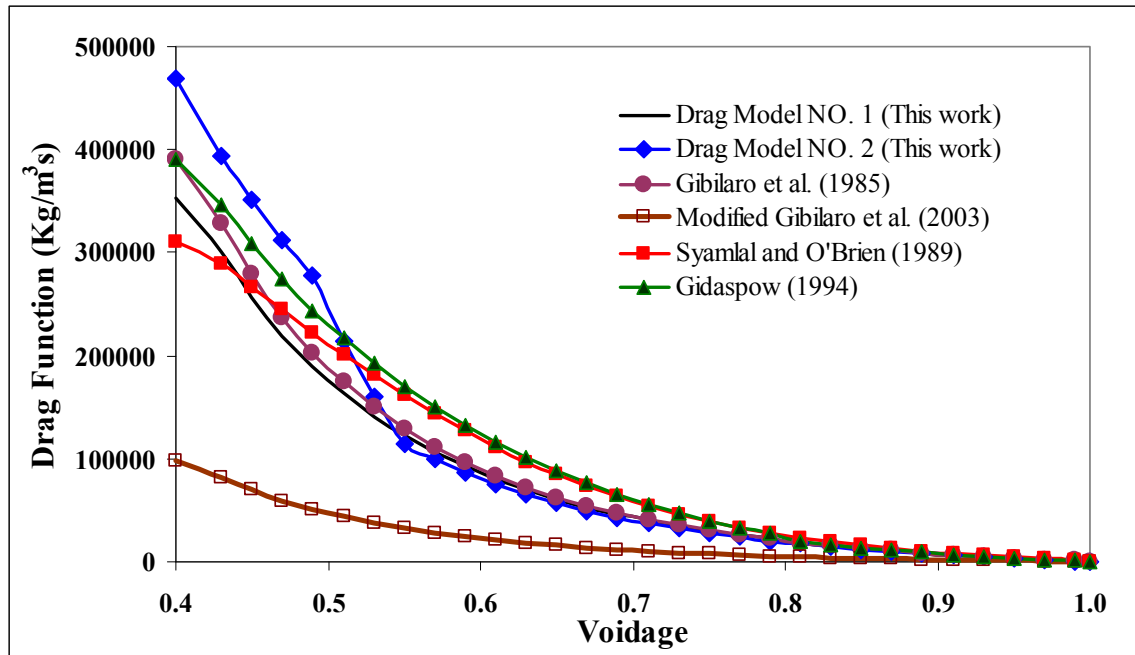 Drag Function (Kg/m³s)
500000
400000
300000
200000
100000
0
Drag Model NO. 1 (This work)
Drag Model NO. 2 (This work)
Gibilaro et al. (1985)
Modified Gibilaro et al. (2003)
Syamlal and O'Brien (1989)
Gidaspow (1994)
0.4 0.5 0.6 0.7 0.8 0.9 1.0
Voidage